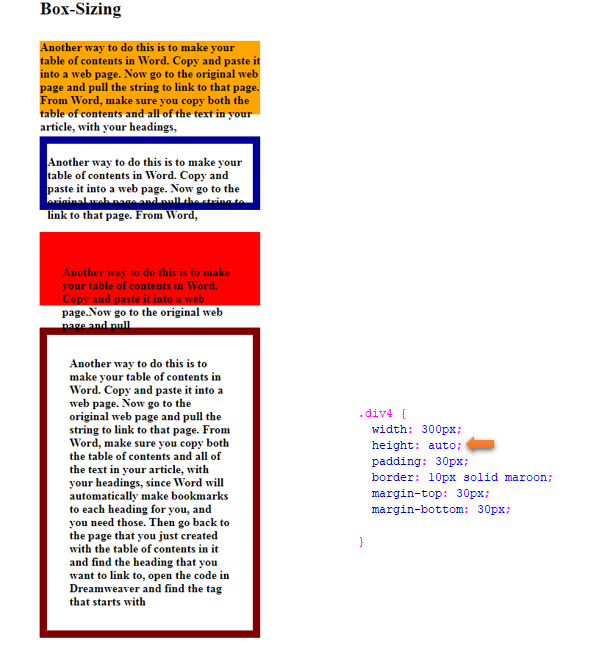 Box-Sizing
Another way to do this is to make your
table of contents in Word. Copy and paste it
into a web page. Now go to the original web
page and pull the string to link to that page.
From Word, make sure you copy both the
table of contents and all of the text in your
article, with your headings,
Another way to do this is to make your
table of contents in Word. Copy and
paste it into a web page. Now go to the
original web page and pull the string to
link to that page. From Word,
Another way to do this is to make
your table of contents in Word.
Copy and paste it into a web
page.Now go to the original web
page and pull
Another way to do this is to
make your table of contents in
Word. Copy and paste it into a
web page. Now go to the
original web page and pull the
string to link to that page. From
Word, make sure you copy both
the table of contents and all of
the text in your article, with
your headings, since Word will
automatically make bookmarks
to each heading for you, and
you need those. Then go back to
the page that you just created
with the table of contents in it
and find the heading that you
want to link to, open the code in
Dreamweaver and find the tag
that starts with
.div4 {
width: 300px;
height: auto;
padding: 30px;
border: 10px solid maroon;
margin-top: 30px;
margin-bottom: 30px;
}